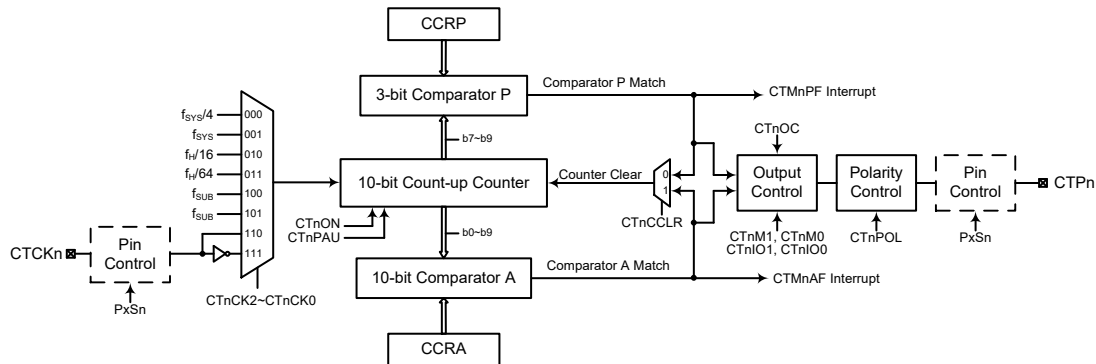 CCRP
3-bit Comparator P
Comparator P Match
CTMnPF Interrupt
b7~b9
fSYS/4
000
fSYS
001
fH/16
010
fH/64
011
fSUB
100
fSUB
101
110
111
CTCKn
Pin
Control
PxSn
CTnCK2~CTnCK0
10-bit Count-up Counter
CTnON
CTnPAU
b0~b9
Counter Clear
0
1
CTnCCLR
CTnOC
Output
Control
CTnM1, CTnM0
CTnIO1, CTnIO0
Polarity
Control
CTnPOL
Pin
Control
PxSn
CTPn
10-bit Comparator A
Comparator A Match
CTMnAF Interrupt
CCRA